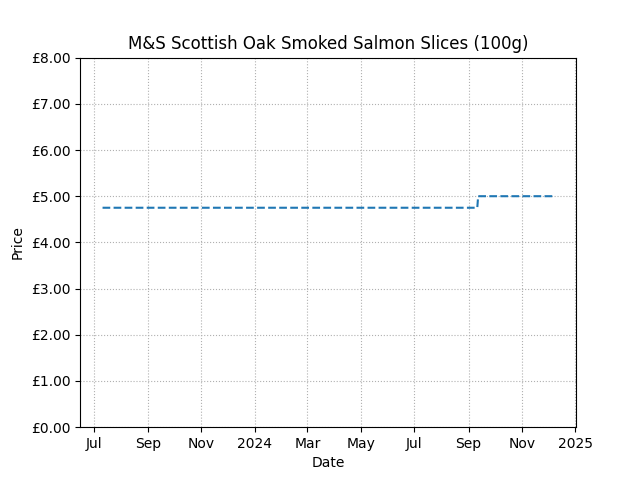 M&S Scottish Oak Smoked Salmon Slices (100g)
£8.00
£7.00
£6.00
£5.00
£4.00
£3.00
£2.00
£1.00
£0.00
Price
Jul Sep Nov 2024 Mar May Jul Sep Nov 2025
Date